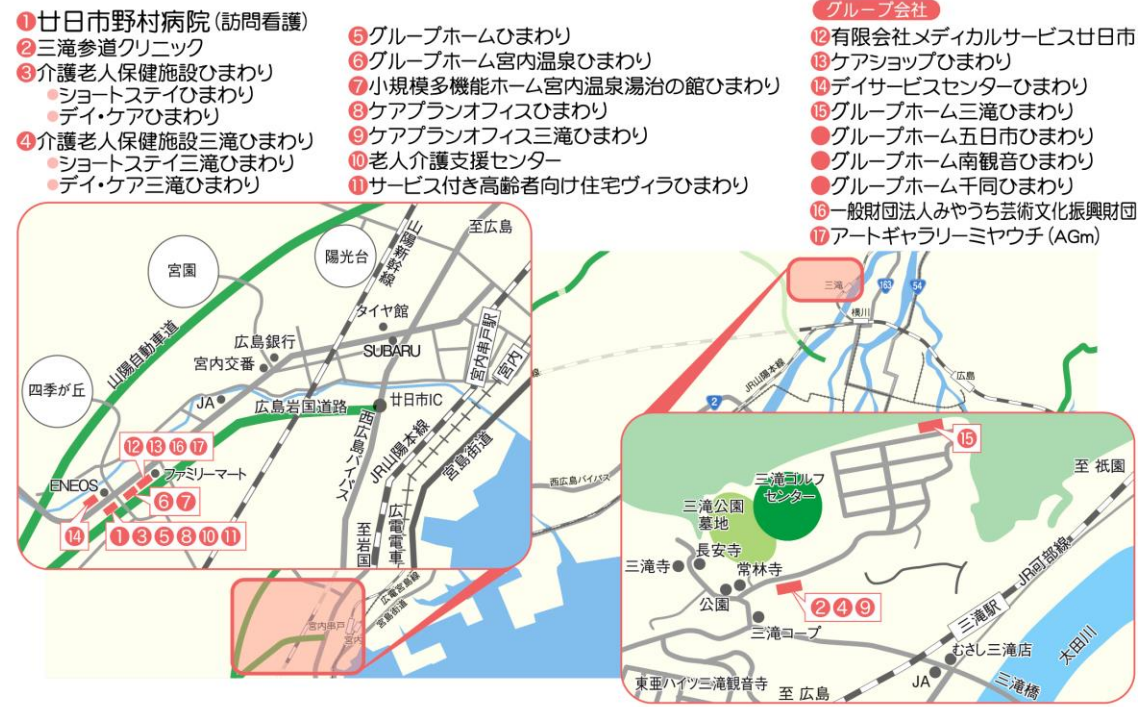 ❶廿日市野村病院(訪問看護)
❷三滝参道クリニック
❸介護老人保健施設ひまわり
●ショートステイひまわり
●デイ・ケアひまわり
❹介護老人保健施設三滝ひまわり
●ショートステイ三滝ひまわり
●デイ・ケア三滝ひまわり
❺グループホームひまわり
❻グループホーム宮内温泉ひまわり
❼小規模多機能ホーム宮内温泉湯治の館ひまわり
❽ケアプランオフィスひまわり
❾ケアプランオフィス三滝ひまわり
❿老人介護支援センター
⓫サービス付き高齢者向け住宅ヴィラひまわり
グループ会社
⓬有限会社メディカルサービス廿日市
⓭ケアショップひまわり
⓮デイサービスセンターひまわり
⓯グループホーム三滝ひまわり
●グループホーム五日市ひまわり
●グループホーム南観音ひまわり
●グループホーム千同ひまわり
⓰一般財団法人みやうち芸術文化振興財団
⓱アートギャラリーミヤウチ(AGm)
宮園
陽光台
山陽新幹線
至広島
山陽自動車道
タイヤ館
広島銀行
SUBARU
宮内交番
宮内串戸駅
宮内
四季が丘
JA
広島岩国道路
廿日市IC
西広島バイパス
JR山陽本線
宮島街道
⓬⓭⓰⓱
ファミリーマート
ENEOS
❻❼
⓮
❶❸❺❽❿⓫
至岩国
広電電車
三滝
163
54
横川
広島
JR山陽本線
2
線
西広島バイパス
広電宮島線
宮島街道
宮内串戸
宮内
⓯
至 祇園
三滝ゴルフ
センター
三滝公園
墓地
長安寺
三滝寺
常林寺
公園
❷❹❾
JR可部線
三滝駅
三滝コープ
むさし三滝店
太田川
JA
三滝橋
東亜ハイツ三滝観音寺
至 広島